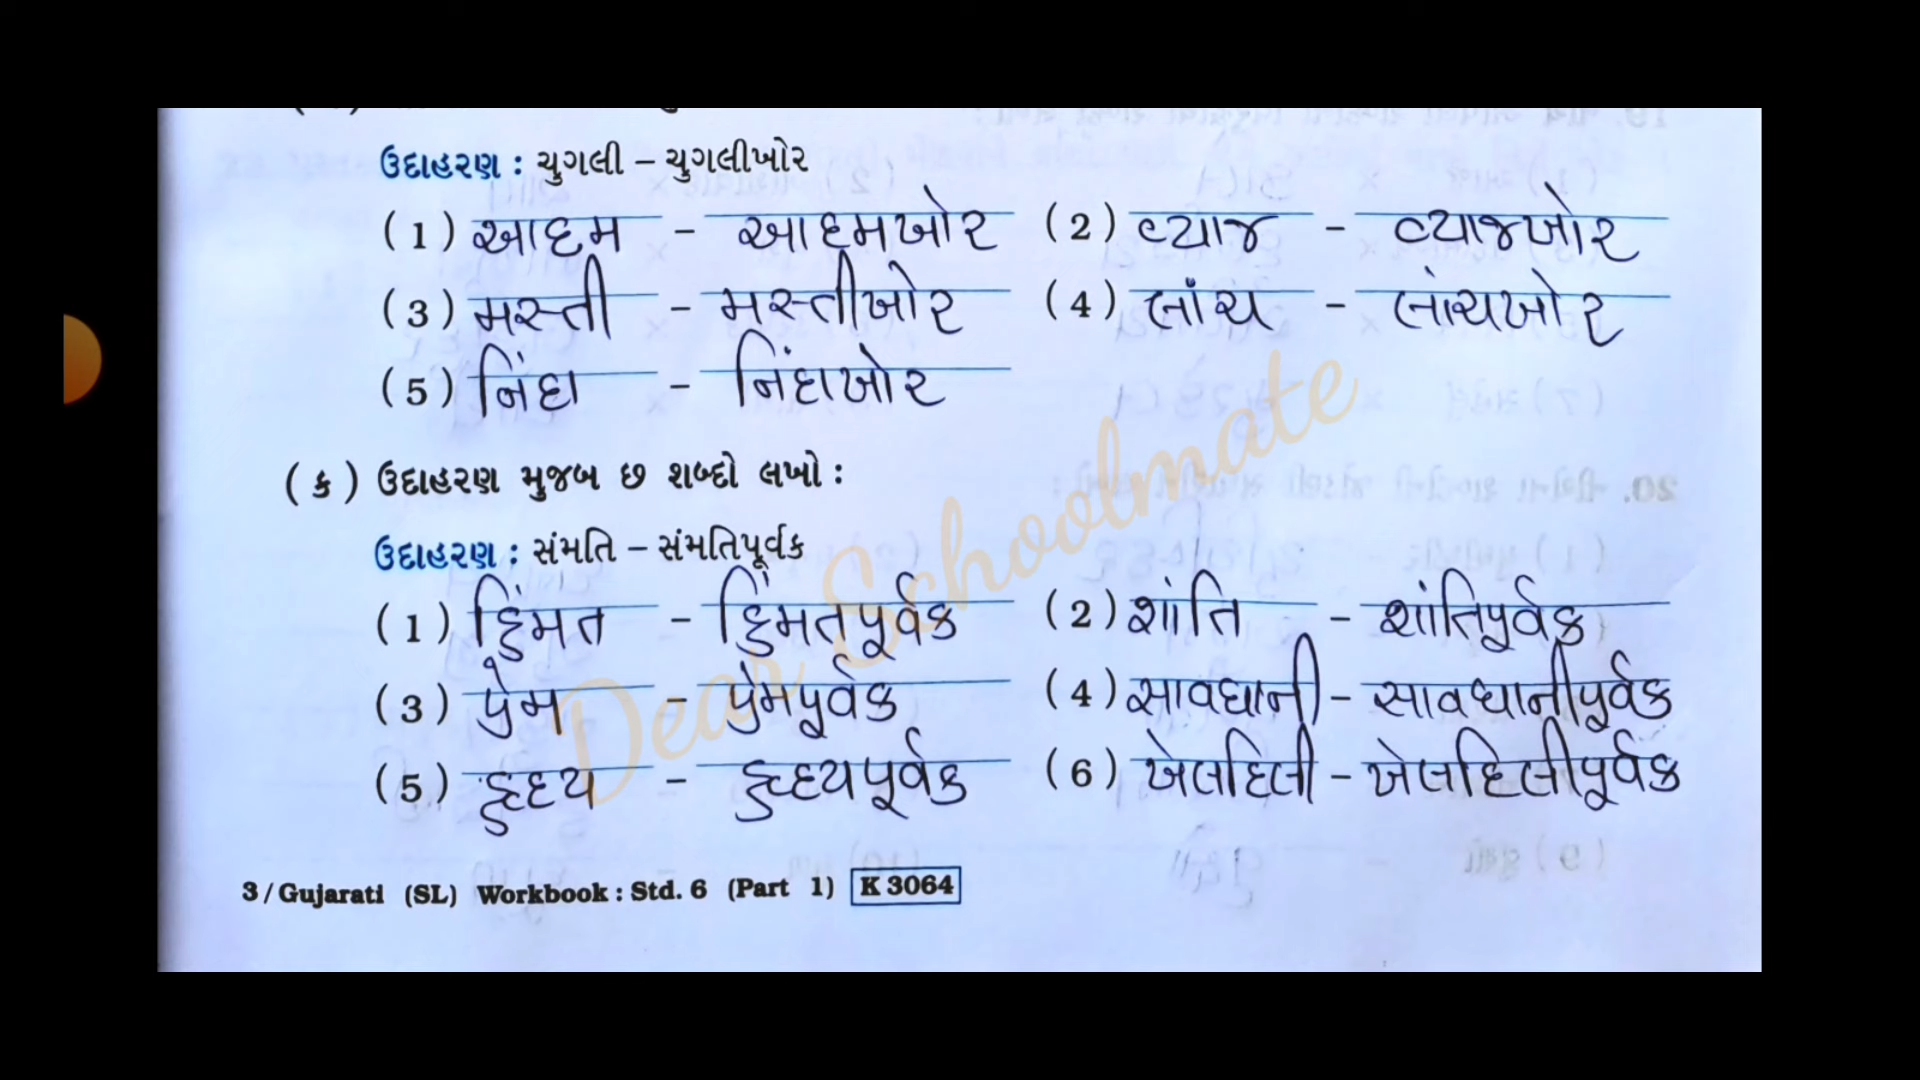 ઉદાહરણ : ચુગલી – ચુગલીખોર
(1) આદમ - આદમખોર (2) વ્યાજ - વ્યાજખોર
(3) મસ્તી - મસ્તીખોર (4) લાંચ - લાંચખોર
(5) નિંદા - નિંદાખોર
(ક) ઉદાહરણ મુજબ છ શબ્દો લખો :
ઉદાહરણ : સંમતિ – સંમતિપૂર્વક
(1) હિંમત - હિંમતપૂર્વક (2) શાંતિ - શાંતિપૂર્વક
(3) પ્રેમ - પ્રેમપૂર્વક (4) સાવધાની - સાવધાનીપૂર્વક
(5) હૃદય - હૃદયપૂર્વક (6) ખેલદિલી - ખેલદિલીપૂર્વક
3 / Gujarati (SL) Workbook : Std. 6 (Part 1) K 3064
Dear Schoolmate